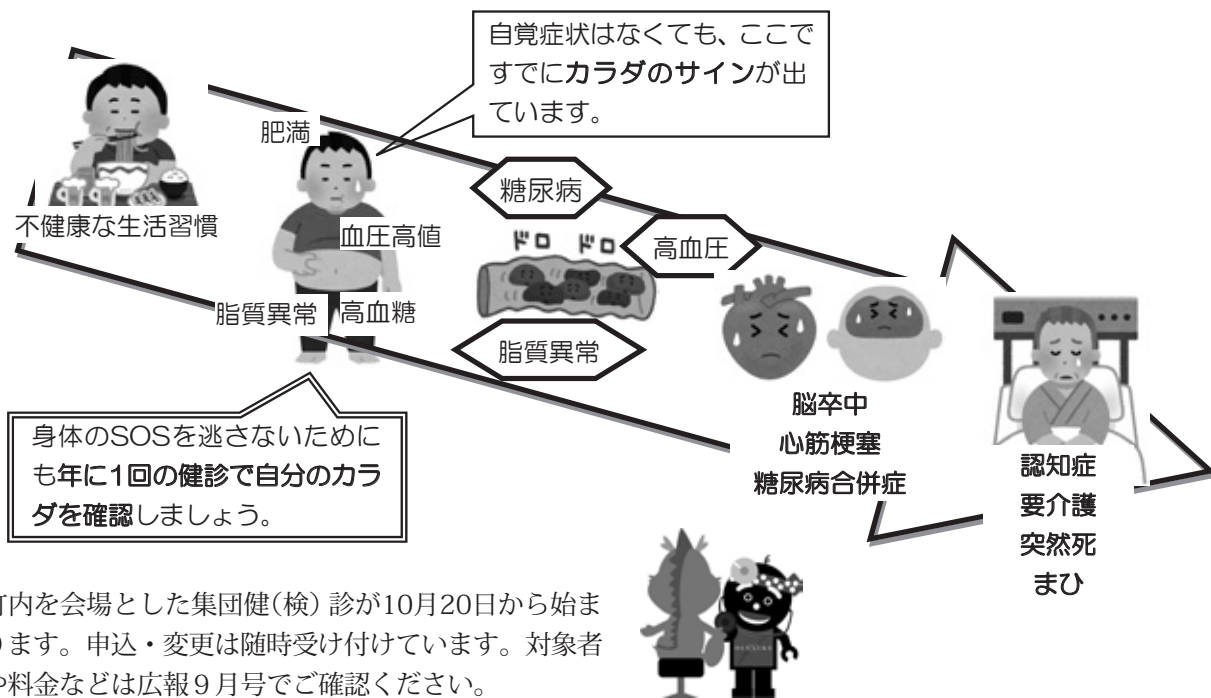 自覚症状はなくても、ここで
すでにカラダのサインが出
ています。
肥満
糖尿病
不健康な生活習慣
血圧高値
ドロ ドロ
高血圧
脂質異常
高血糖
脂質異常
脳卒中
心筋梗塞
糖尿病合併症
認知症
要介護
突然死
まひ
身体のSOSを逃さないためにも
年に1回の健診で自分のカラ
ダを確認しましょう。
町内を会場とした集団健(検)診が10月20日から始ま
ります。申込・変更は随時受け付けています。対象者
や料金などは広報9月号でご確認ください。